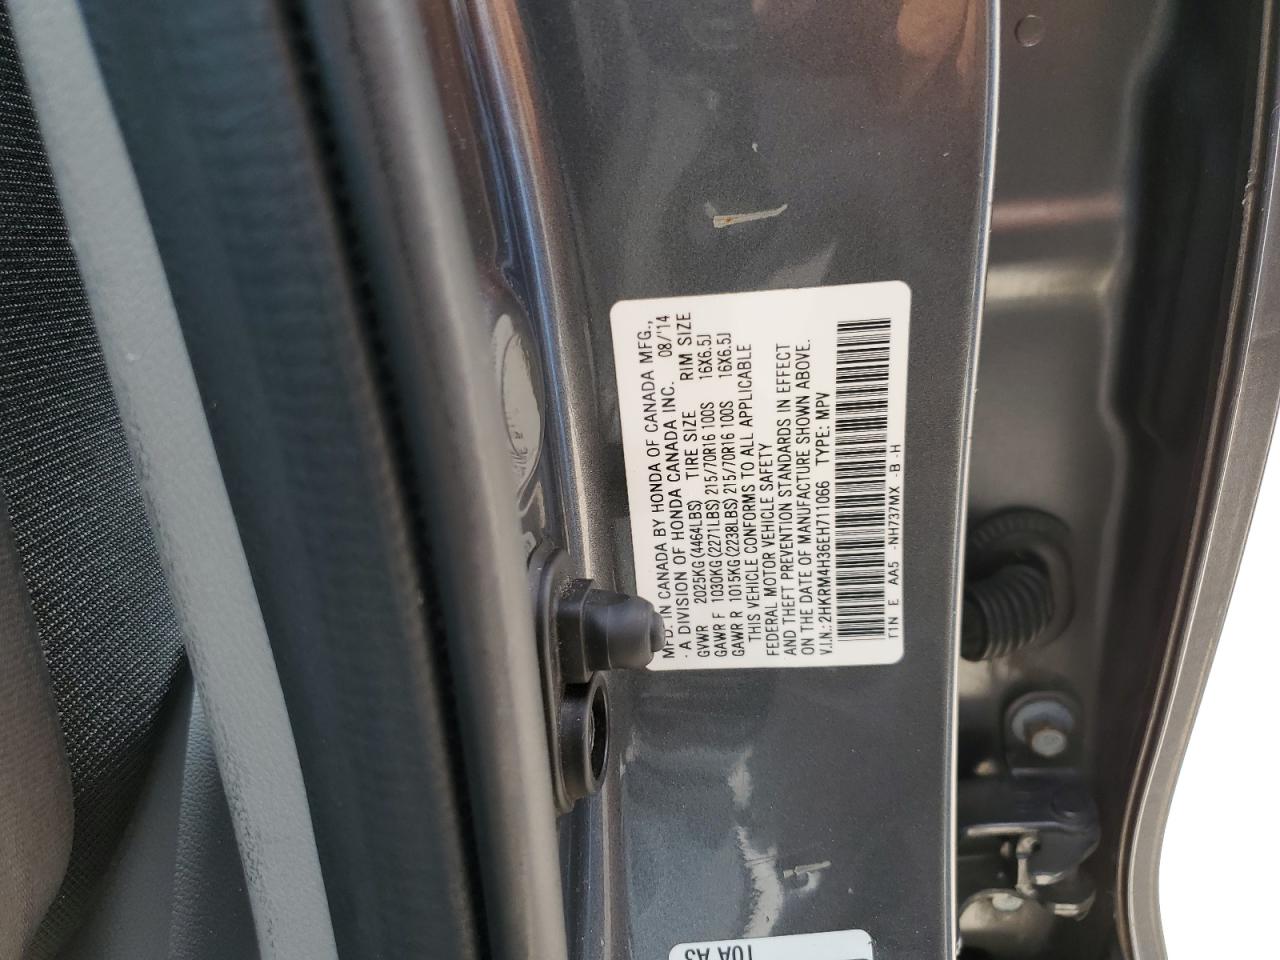 MFD. IN CANADA BY HONDA OF CANADA MFG.,
- A DIVISION OF HONDA CANADA INC. 08/'14
GVWR 2025KG(4464LBS) TIRE SIZE RIM SIZE
GAWR F 1030KG(2271LBS)215/70R16 100S 16X6.5J
GAWR R 1015KG(2238LBS)215/70R16 100S 16X6.5J
THIS VEHICLE CONFORMS TO ALL APPLICABLE
FEDERAL MOTOR VEHICLE SAFETY
AND THEFT PREVENTION STANDARDS IN EFFECT
ON THE DATE OF MANUFACTURE SHOWN ABOVE.
V.I.N.: 2HKRM4H36EH711066 TYPE: MPV
T1N E AA5 -NH737MX -B -H